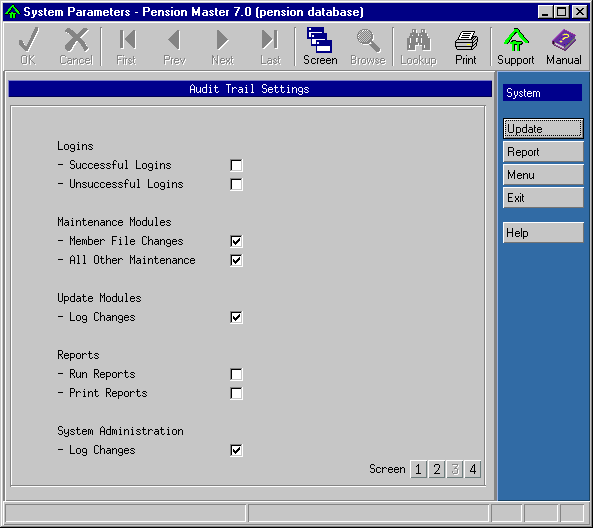 System Parameters - Pension Master 7.0 (pension database)
OK Cancel First Prev Next Last Screen Browse Lookup Print Support Manual
Audit Trail Settings
System
Update
Report
Menu
Exit
Help
Logins
- Successful Logins
- Unsuccessful Logins
Maintenance Modules
- Member File Changes
- All Other Maintenance
Update Modules
- Log Changes
Reports
- Run Reports
- Print Reports
System Administration
- Log Changes
Screen 1 2 3 4